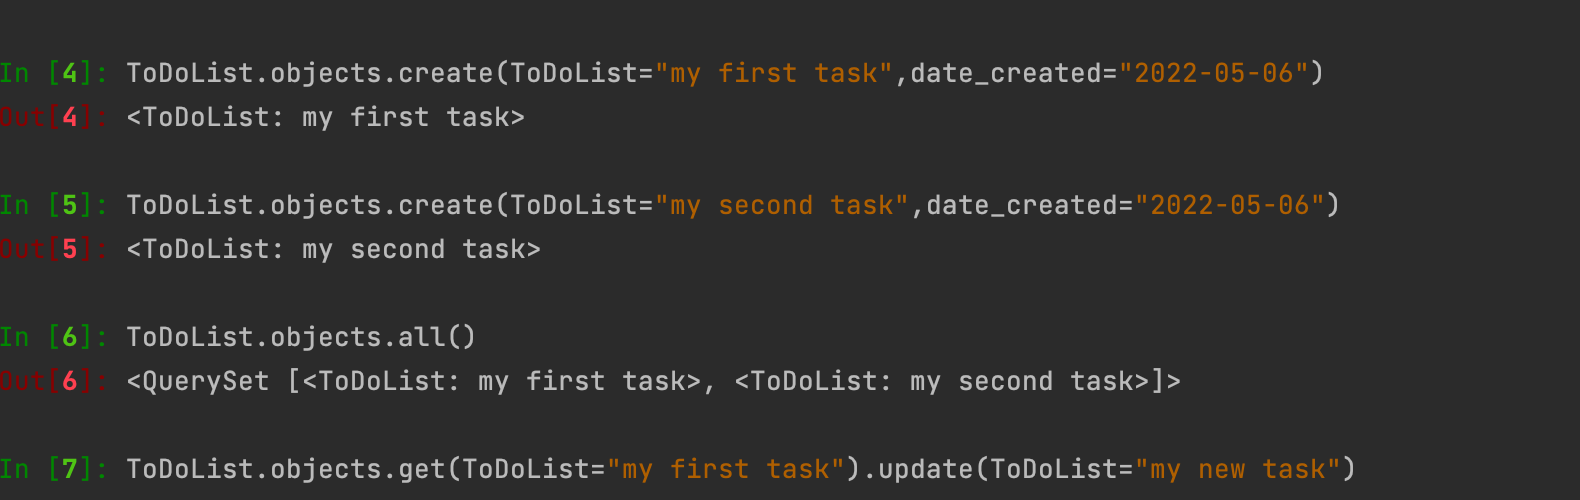 In [4]: ToDoList.objects.create(ToDoList="my first task",date_created="2022-05-06")
Out[4]: <ToDoList: my first task>
In [5]: ToDoList.objects.create(ToDoList="my second task",date_created="2022-05-06")
Out[5]: <ToDoList: my second task>
In [6]: ToDoList.objects.all()
Out[6]: <QuerySet [<ToDoList: my first task>, <ToDoList: my second task>]>
In [7]: ToDoList.objects.get(ToDoList="my first task").update(ToDoList="my new task")